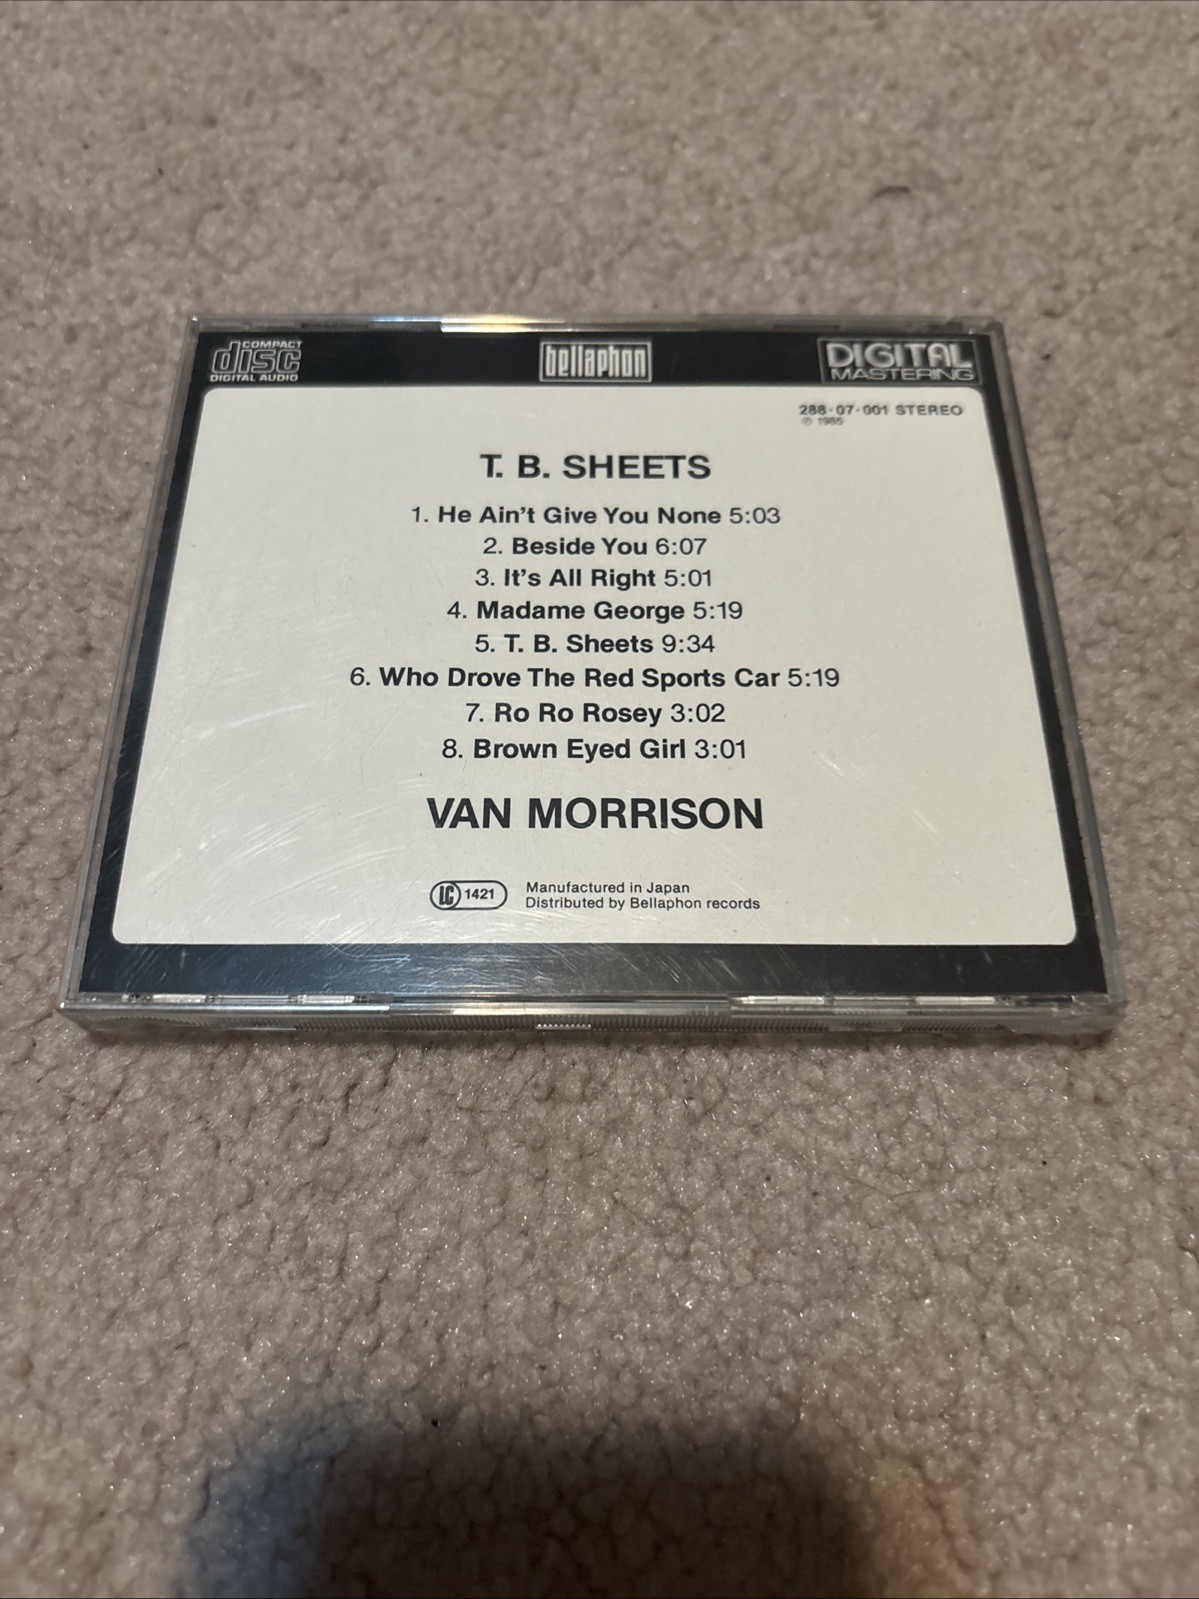 COMPACT
disc
DIGITAL AUDIO
bellaphon
DIGITAL
MASTERING
288·07·001 STEREO
℗ 1985
T. B. SHEETS
1. He Ain't Give You None 5:03
2. Beside You 6:07
3. It's All Right 5:01
4. Madame George 5:19
5. T. B. Sheets 9:34
6. Who Drove The Red Sports Car 5:19
7. Ro Ro Rosey 3:02
8. Brown Eyed Girl 3:01
VAN MORRISON
LC 1421
Manufactured in Japan
Distributed by Bellaphon records